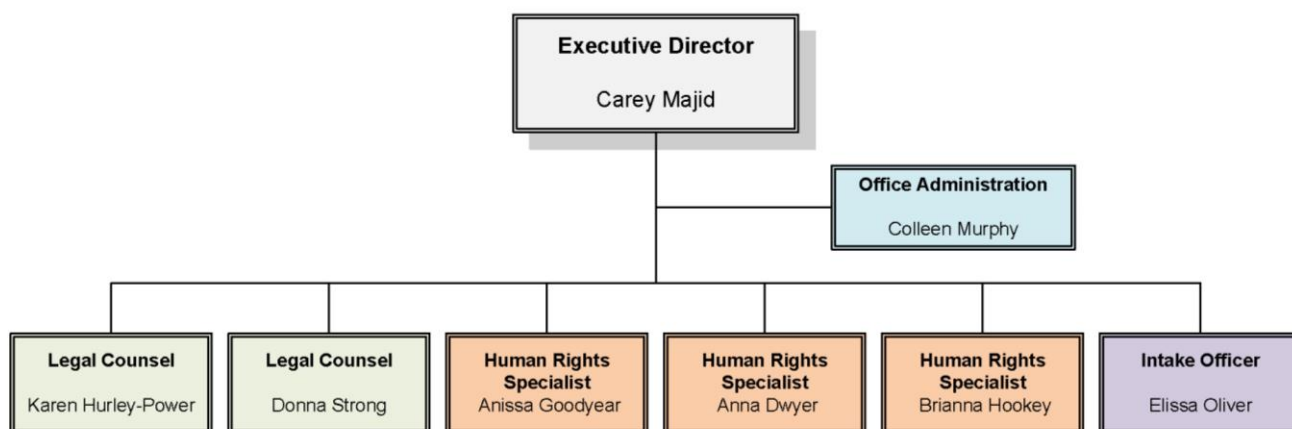 Executive Director
Carey Majid
Office Administration
Colleen Murphy
Legal Counsel
Karen Hurley-Power
Legal Counsel
Donna Strong
Human Rights
Specialist
Anissa Goodyear
Human Rights
Specialist
Anna Dwyer
Human Rights
Specialist
Brianna Hookey
Intake Officer
Elissa Oliver